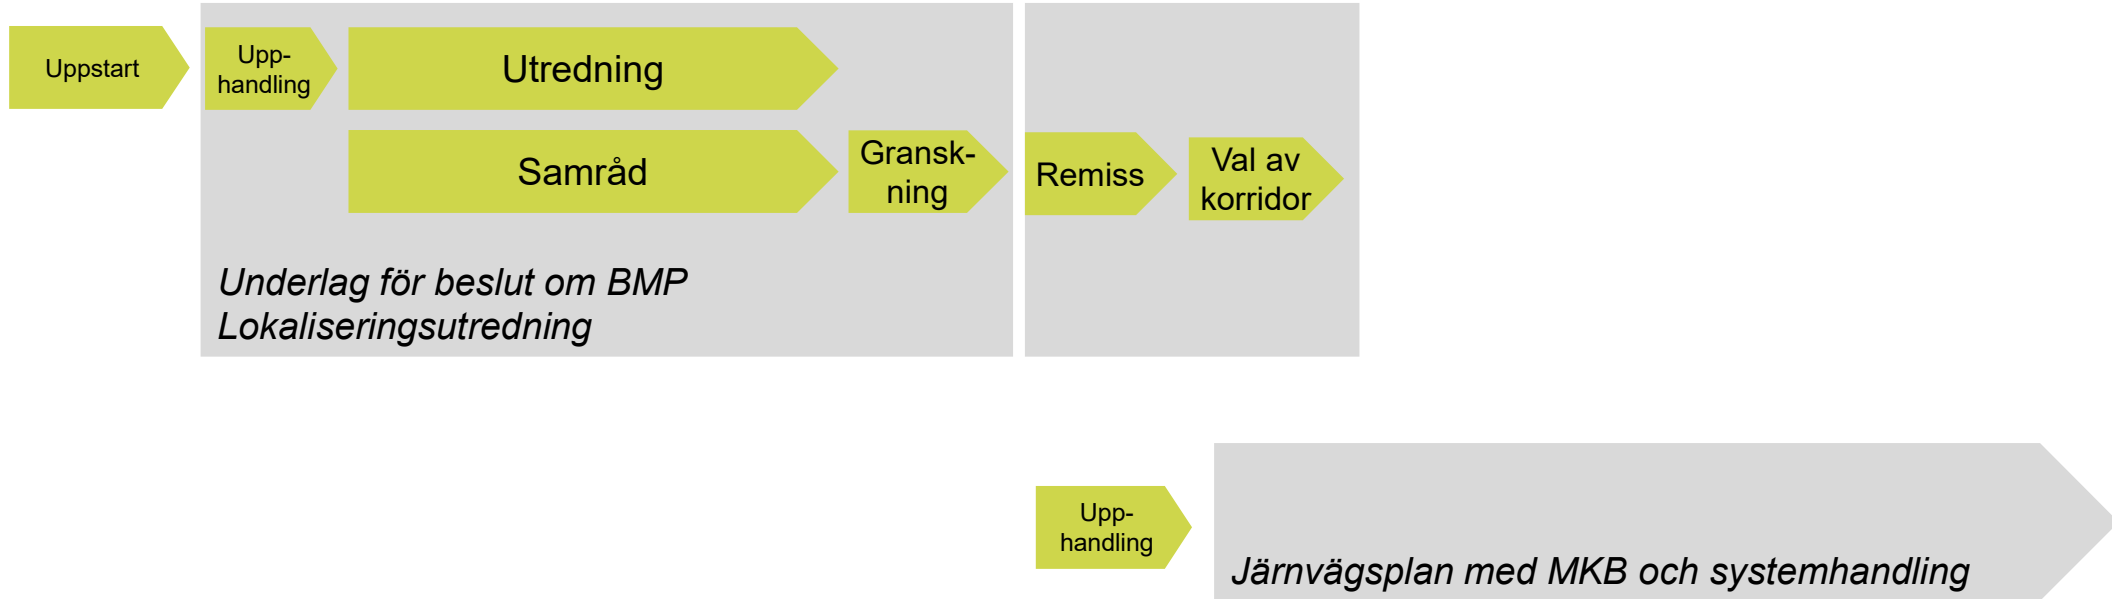 Uppstart
Upp-
handling
Utredning
Samråd
Gransk-
ning
Underlag för beslut om BMP
Lokaliseringsutredning
Remiss
Val av
korridor
Upp-
handling
Järnvägsplan med MKB och systemhandling